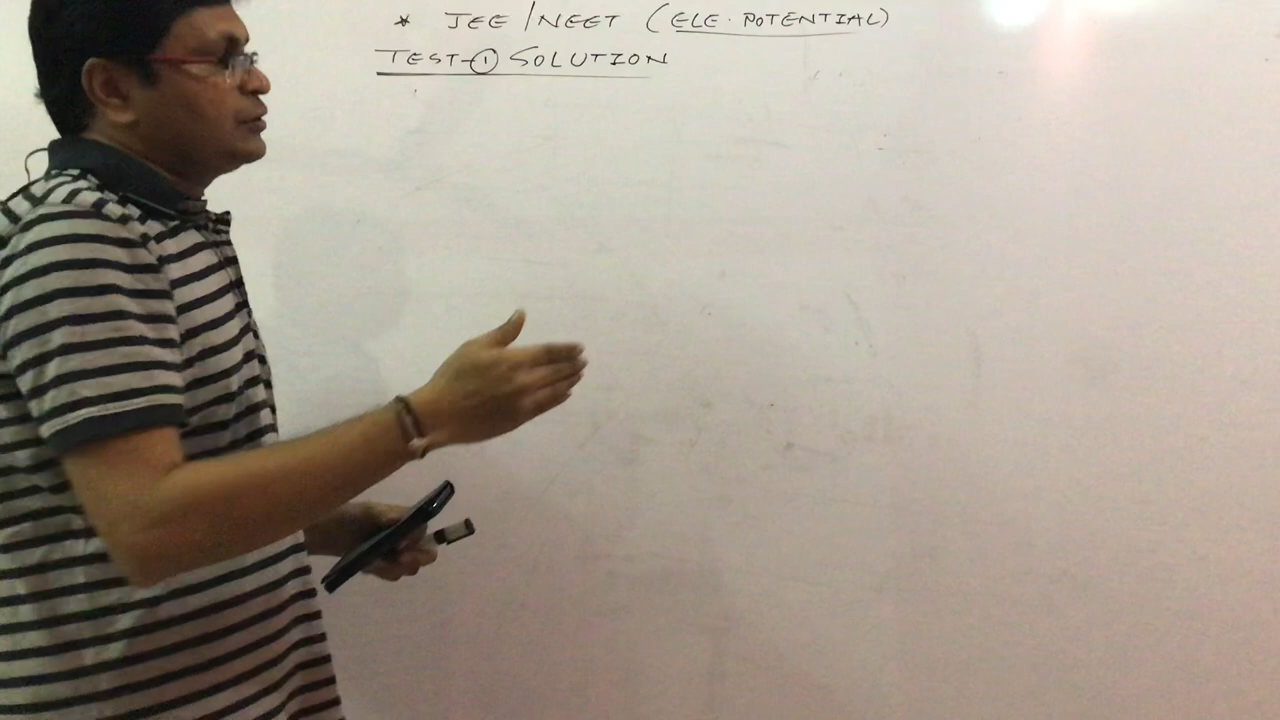 * JEE/NEET (ELE. POTENTIAL)
TEST-① SOLUTION